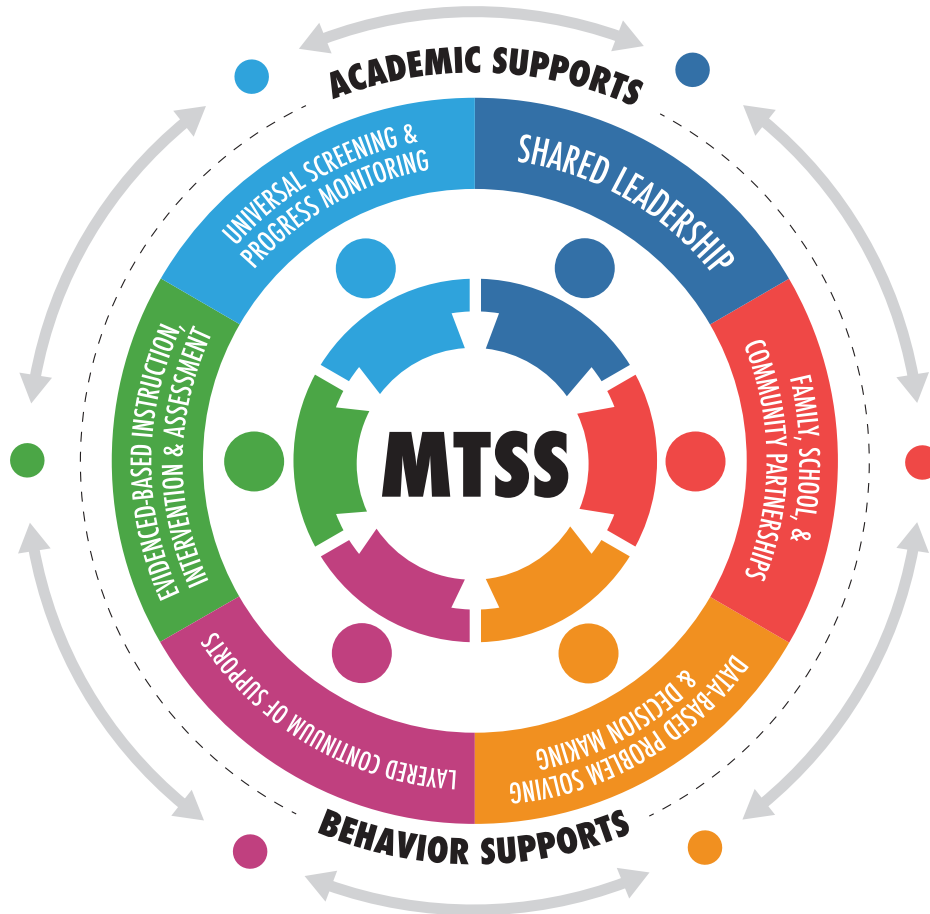 ACADEMIC SUPPORTS
UNIVERSAL SCREENING &
PROGRESS MONITORING
SHARED LEADERSHIP
FAMILY, SCHOOL, &
COMMUNITY PARTNERSHIPS
DATA-BASED PROBLEM SOLVING
& DECISION MAKING
LAYERED CONTINUUM OF SUPPORTS
EVIDENCED-BASED INSTRUCTION,
INTERVENTION & ASSESSMENT
MTSS
BEHAVIOR SUPPORTS